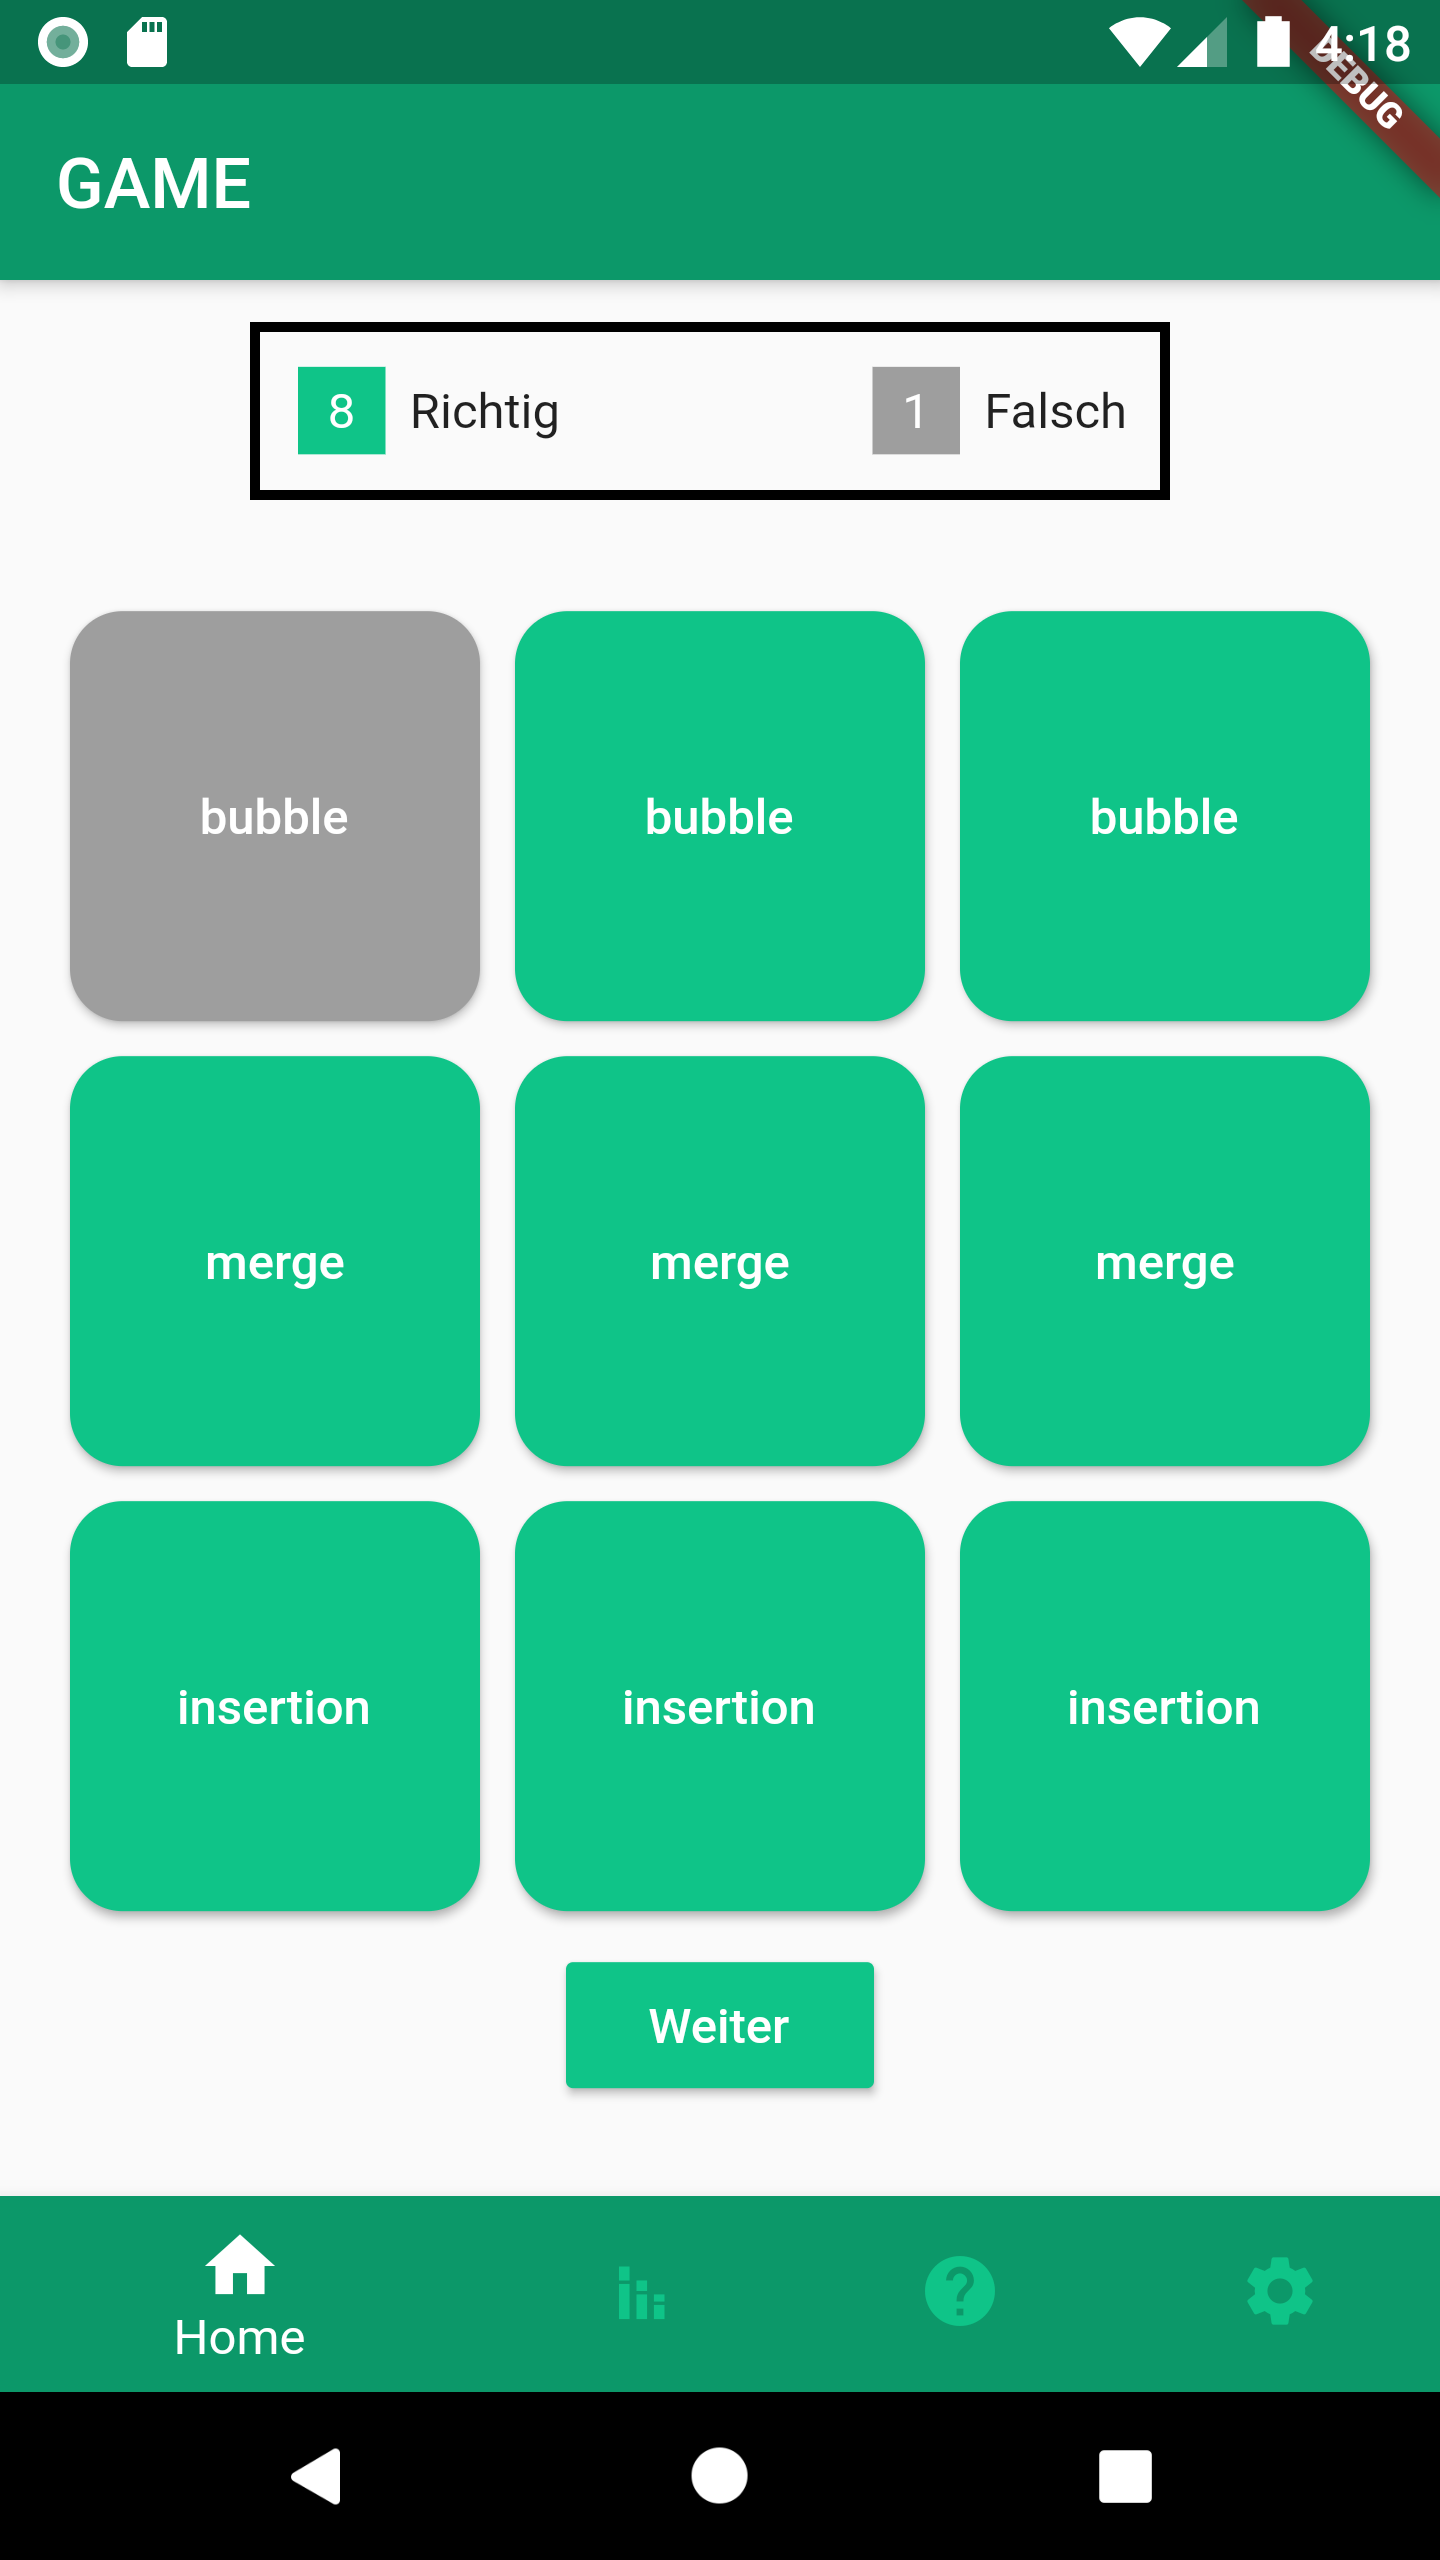 4:18
DEBUG
GAME
8 Richtig 1 Falsch
bubble bubble bubble
merge merge merge
insertion insertion insertion
Weiter
Home